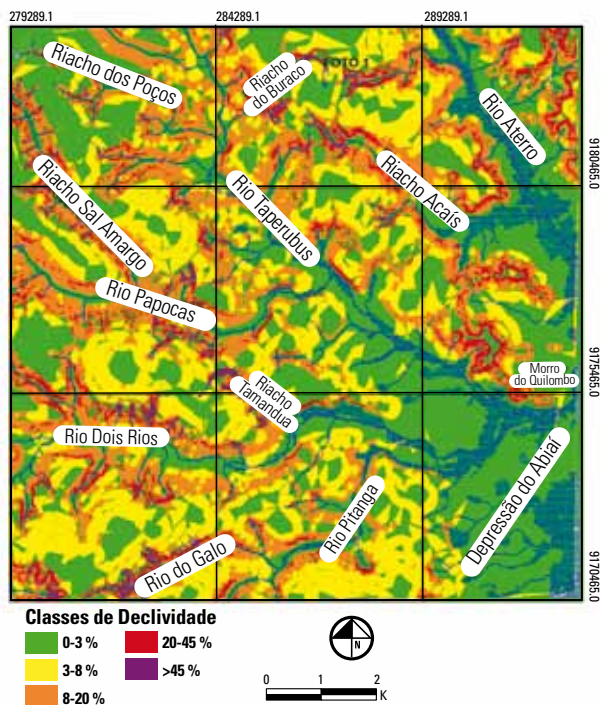 279289.1
284289.1
289289.1
Riacho dos Poços
Riacho
do Buraco
Rio Aterro
9180465.0
Riacho Sal Amargo
Rio Taperubus
Riacho Acaís
Rio Papocas
Morro
do Quilombo
9175465.0
Riacho
Tamandua
Rio Dois Rios
Rio Pitanga
Depressão do Abiaí
Rio do Galo
9170465.0
Classes de Declividade
0-3 %
20-45 %
3-8 %
>45 %
8-20 %
N
0 1 2
K